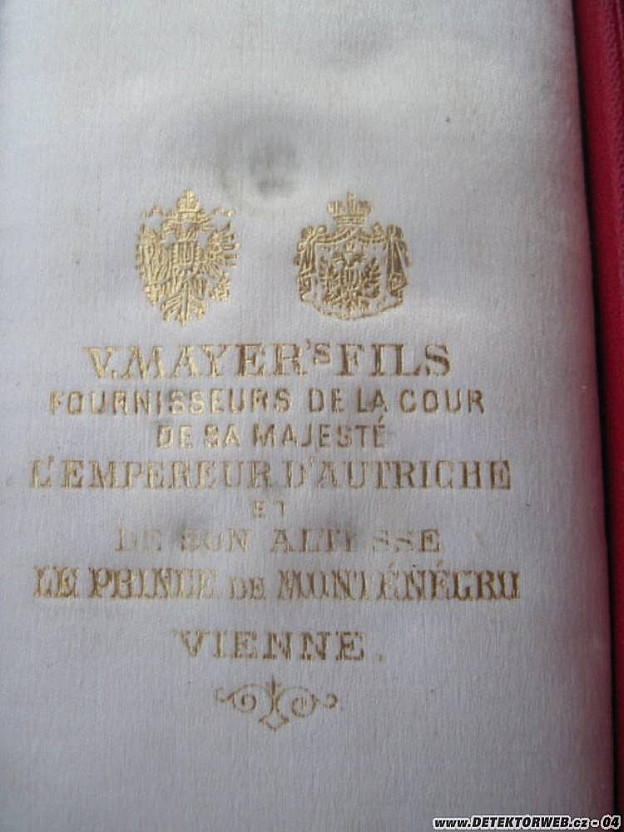 V. MAYER'S FILS
FOURNISSEURS DE LA COUR
DE SA MAJESTÉ
L'EMPEREUR D'AUTRICHE
ET
DE SON ALTESSE
LE PRINCE DE MONTÉNÉGRO
VIENNE.
www.DETEKTORWEB.cz - 04